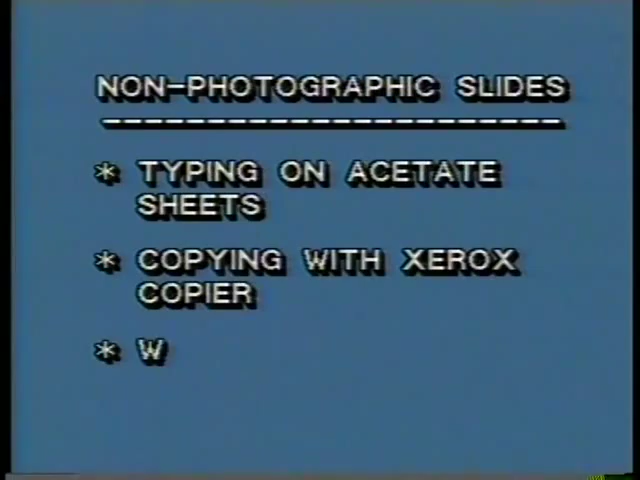 NON-PHOTOGRAPHIC SLIDES
----------------------
* TYPING ON ACETATE
SHEETS
* COPYING WITH XEROX
COPIER
* W